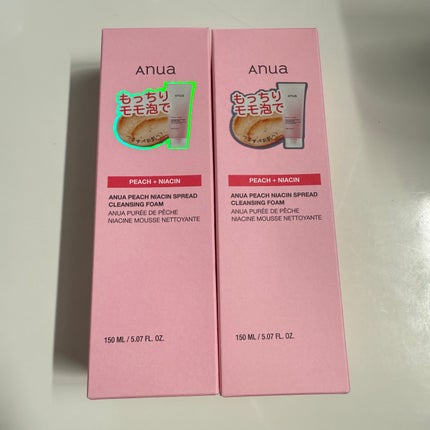 Anua
もっちり
モモ泡で
PEACH + NIACIN
ANUA PEACH NIACIN SPREAD
CLEANSING FOAM
ANUA PURÉE DE PÊCHE
NIACINE MOUSSE NETTOYANTE
150 ML / 5.07 FL. OZ.
Anua
もっちり
モモ泡で
PEACH + NIACIN
ANUA PEACH NIACIN SPREAD
CLEANSING FOAM
ANUA PURÉE DE PÊCHE
NIACINE MOUSSE NETTOYANTE
150 ML / 5.07 FL. OZ.